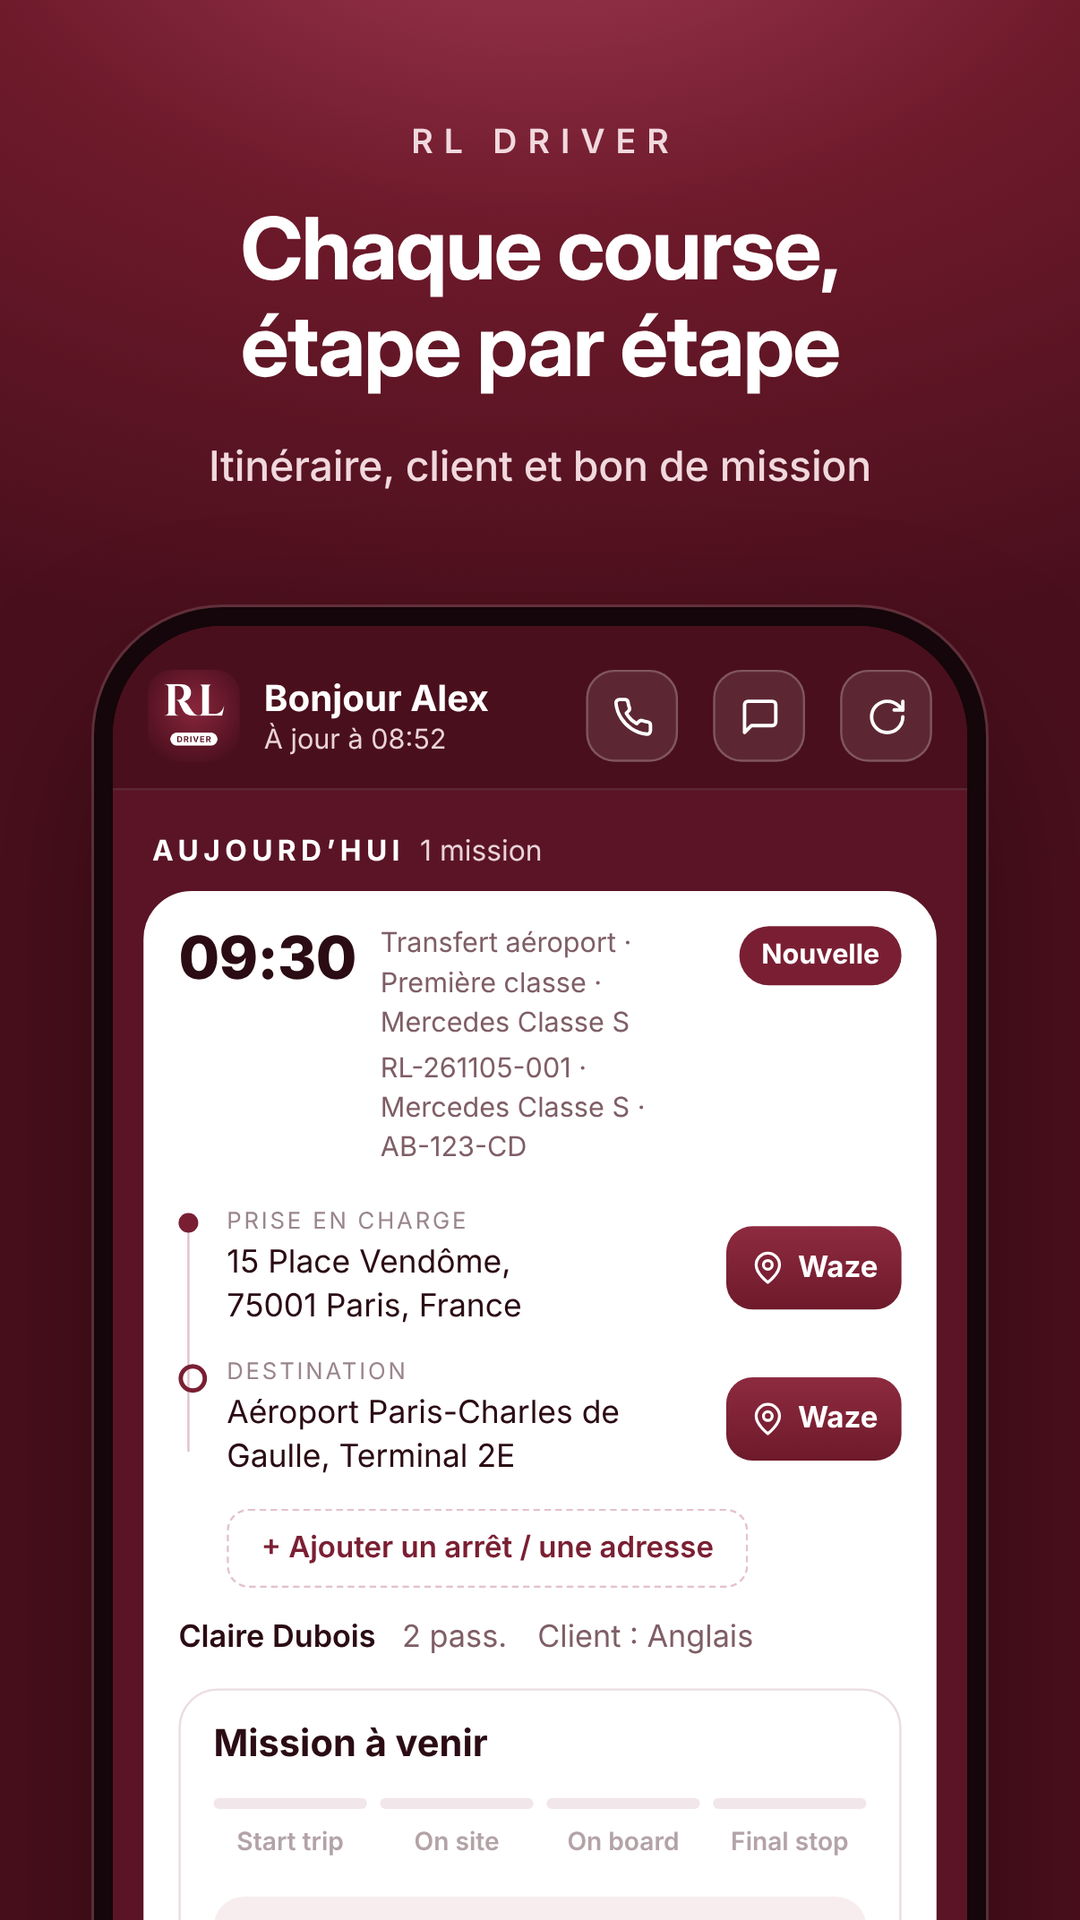 RL DRIVER
Chaque course,
étape par étape
Itinéraire, client et bon de mission
RL
DRIVER
Bonjour Alex
À jour à 08:52
AUJOURD’HUI 1 mission
09:30
Transfert aéroport ·
Première classe ·
Mercedes Classe S
RL-261105-001 ·
Mercedes Classe S ·
AB-123-CD
Nouvelle
PRISE EN CHARGE
15 Place Vendôme,
75001 Paris, France
Waze
DESTINATION
Aéroport Paris-Charles de
Gaulle, Terminal 2E
Waze
+ Ajouter un arrêt / une adresse
Claire Dubois 2 pass. Client : Anglais
Mission à venir
Start trip On site On board Final stop